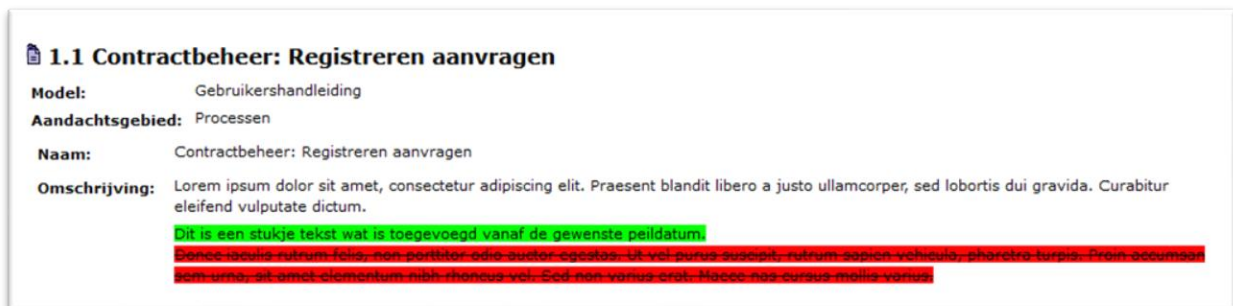 1.1 Contractbeheer: Registreren aanvragen
Model: Gebruikershandleiding
Aandachtsgebied: Processen
Naam: Contractbeheer: Registreren aanvragen
Omschrijving: Lorem ipsum dolor sit amet, consectetur adipiscing elit. Praesent blandit libero a justo ullamcorper, sed lobortis dui gravida. Curabitur
eleifend vulputate dictum.
Dit is een stukje tekst wat is toegevoegd vanaf de gewenste peildatum.
Donec iaculis rutrum felis, non porttitor odio auctor egestas. Ut vel purus suscipit, rutrum sapien vehicula, pharetra turpis. Proin accumsan
sem urna, sit amet elementum nibh rhoncus vel. Sed non varius erat. Maece nas cursus mollis varius.